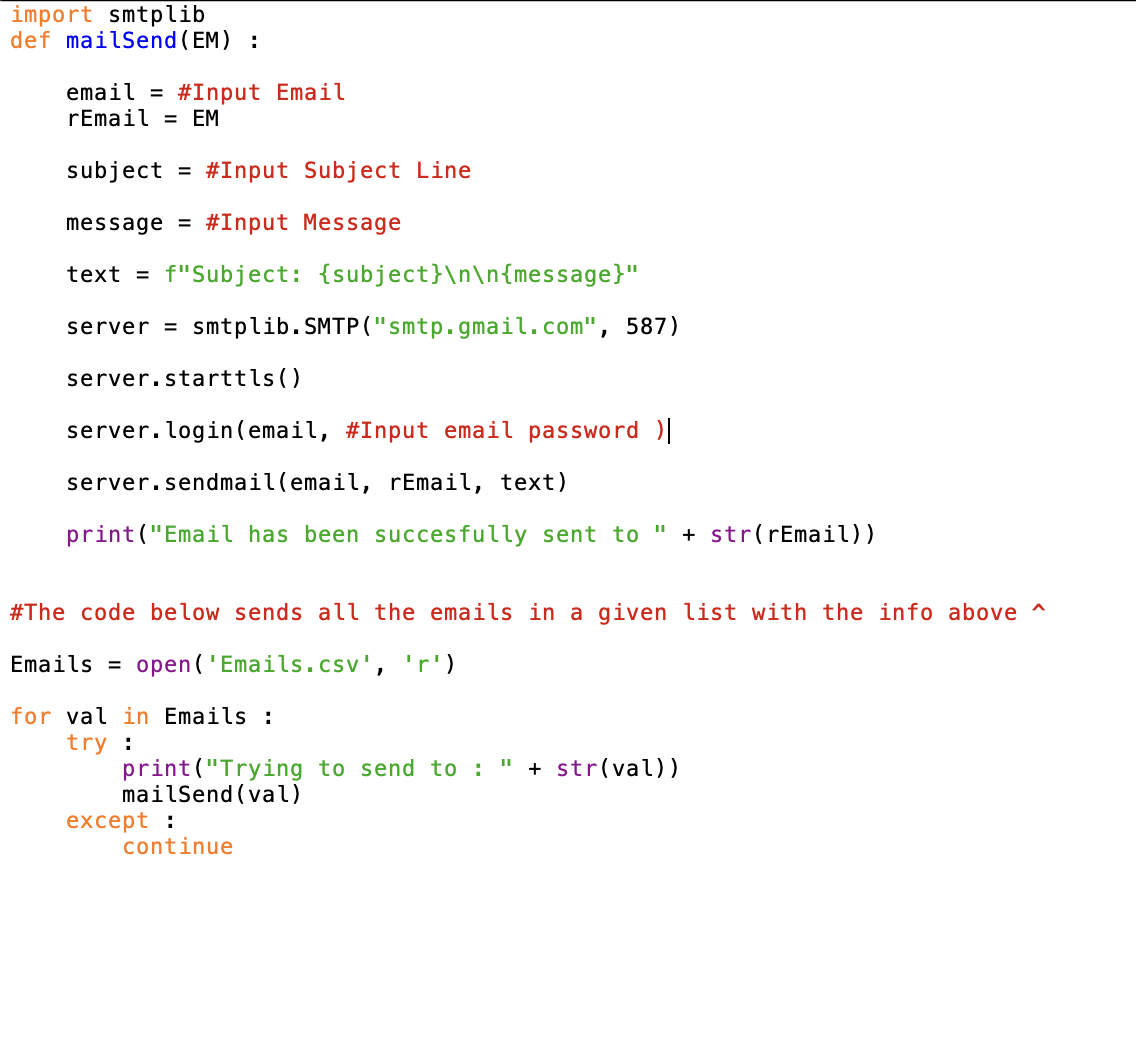 import smtplib
def mailSend(EM) :
    email = #Input Email
    rEmail = EM
    subject = #Input Subject Line
    message = #Input Message
    text = f"Subject: {subject}\n\n{message}"
    server = smtplib.SMTP("smtp.gmail.com", 587)
    server.starttls()
    server.login(email, #Input email password )
    server.sendmail(email, rEmail, text)
    print("Email has been succesfully sent to " + str(rEmail))
#The code below sends all the emails in a given list with the info above ^
Emails = open('Emails.csv', 'r')
for val in Emails :
    try :
        print("Trying to send to : " + str(val))
        mailSend(val)
    except :
        continue